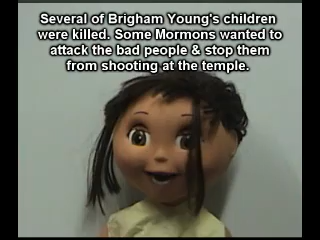 Several of Brigham Young's children
were killed. Some Mormons wanted to
attack the bad people & stop them
from shooting at the temple.